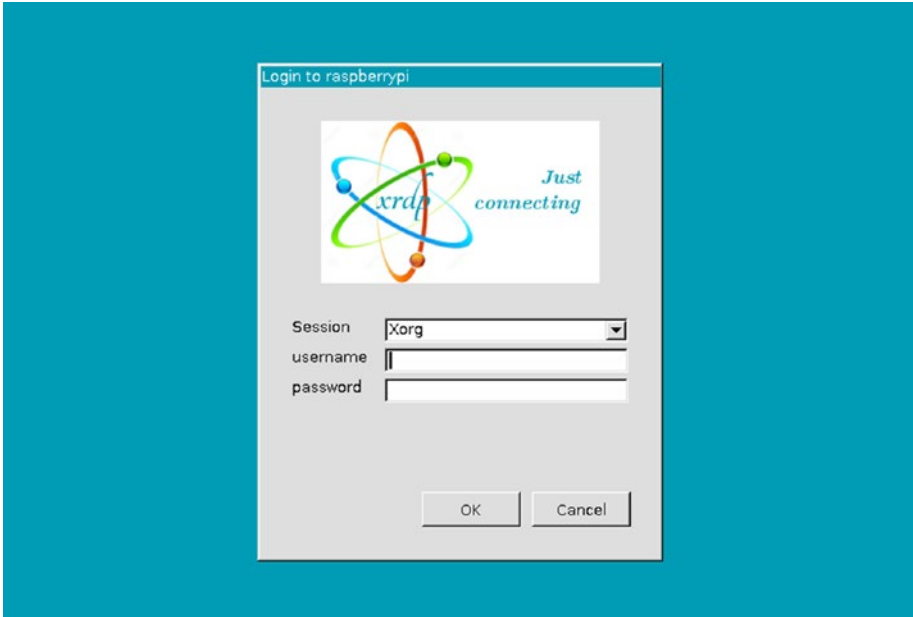 Login to raspberrypi
Just
xrdp connecting
Session Xorg
username
password
OK Cancel